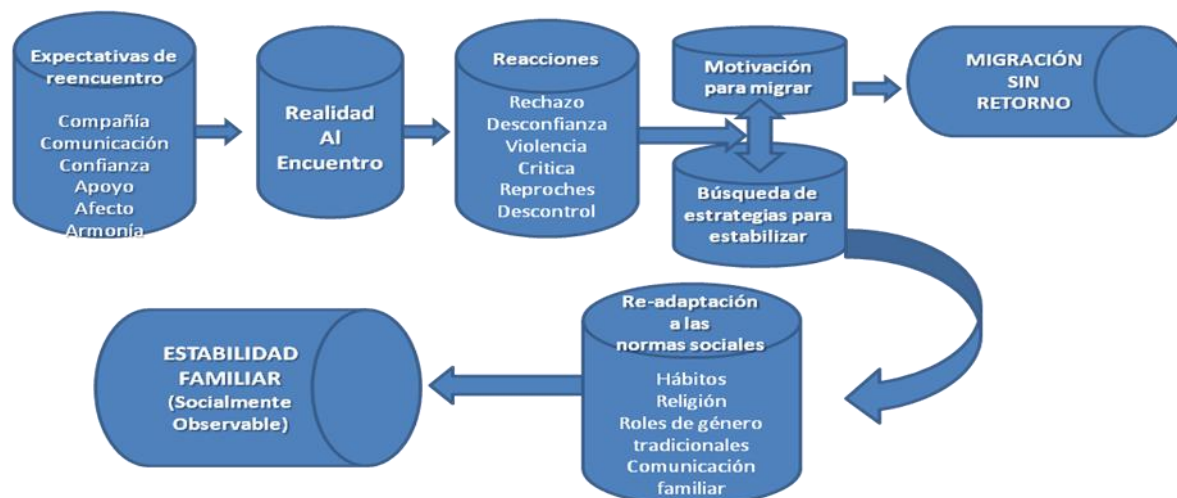 Expectativas de
reencuentro
Compañía
Comunicación
Confianza
Apoyo
Afecto
Armonía
Realidad
Al
Encuentro
Reacciones
Rechazo
Desconfianza
Violencia
Critica
Reproches
Descontrol
Motivación
para migrar
Búsqueda de
estrategias para
estabilizar
MIGRACIÓN
SIN
RETORNO
Re-adaptación
a las
normas sociales
Hábitos
Religión
Roles de género
tradicionales
Comunicación
familiar
ESTABILIDAD
FAMILIAR
(Socialmente
Observable)